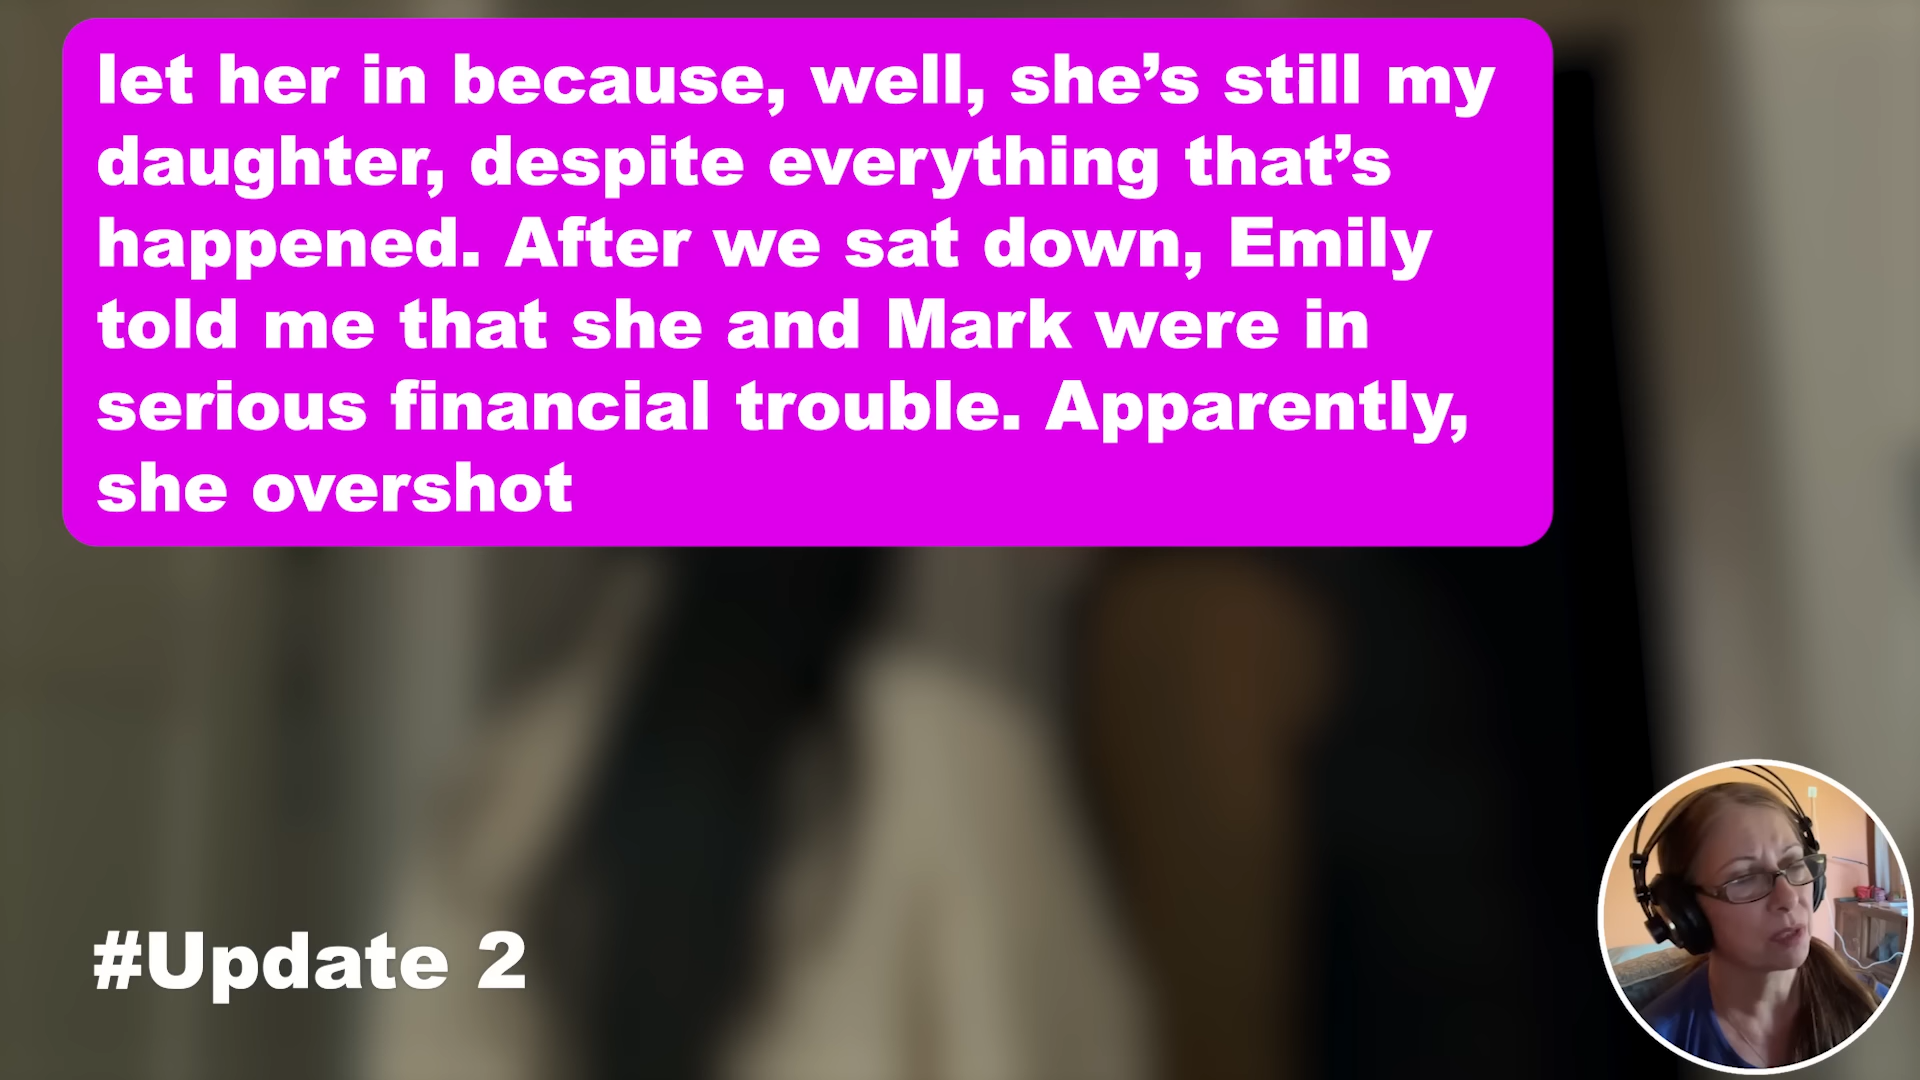 let her in because, well, she’s still my
daughter, despite everything that’s
happened. After we sat down, Emily
told me that she and Mark were in
serious financial trouble. Apparently,
she overshot
#Update 2